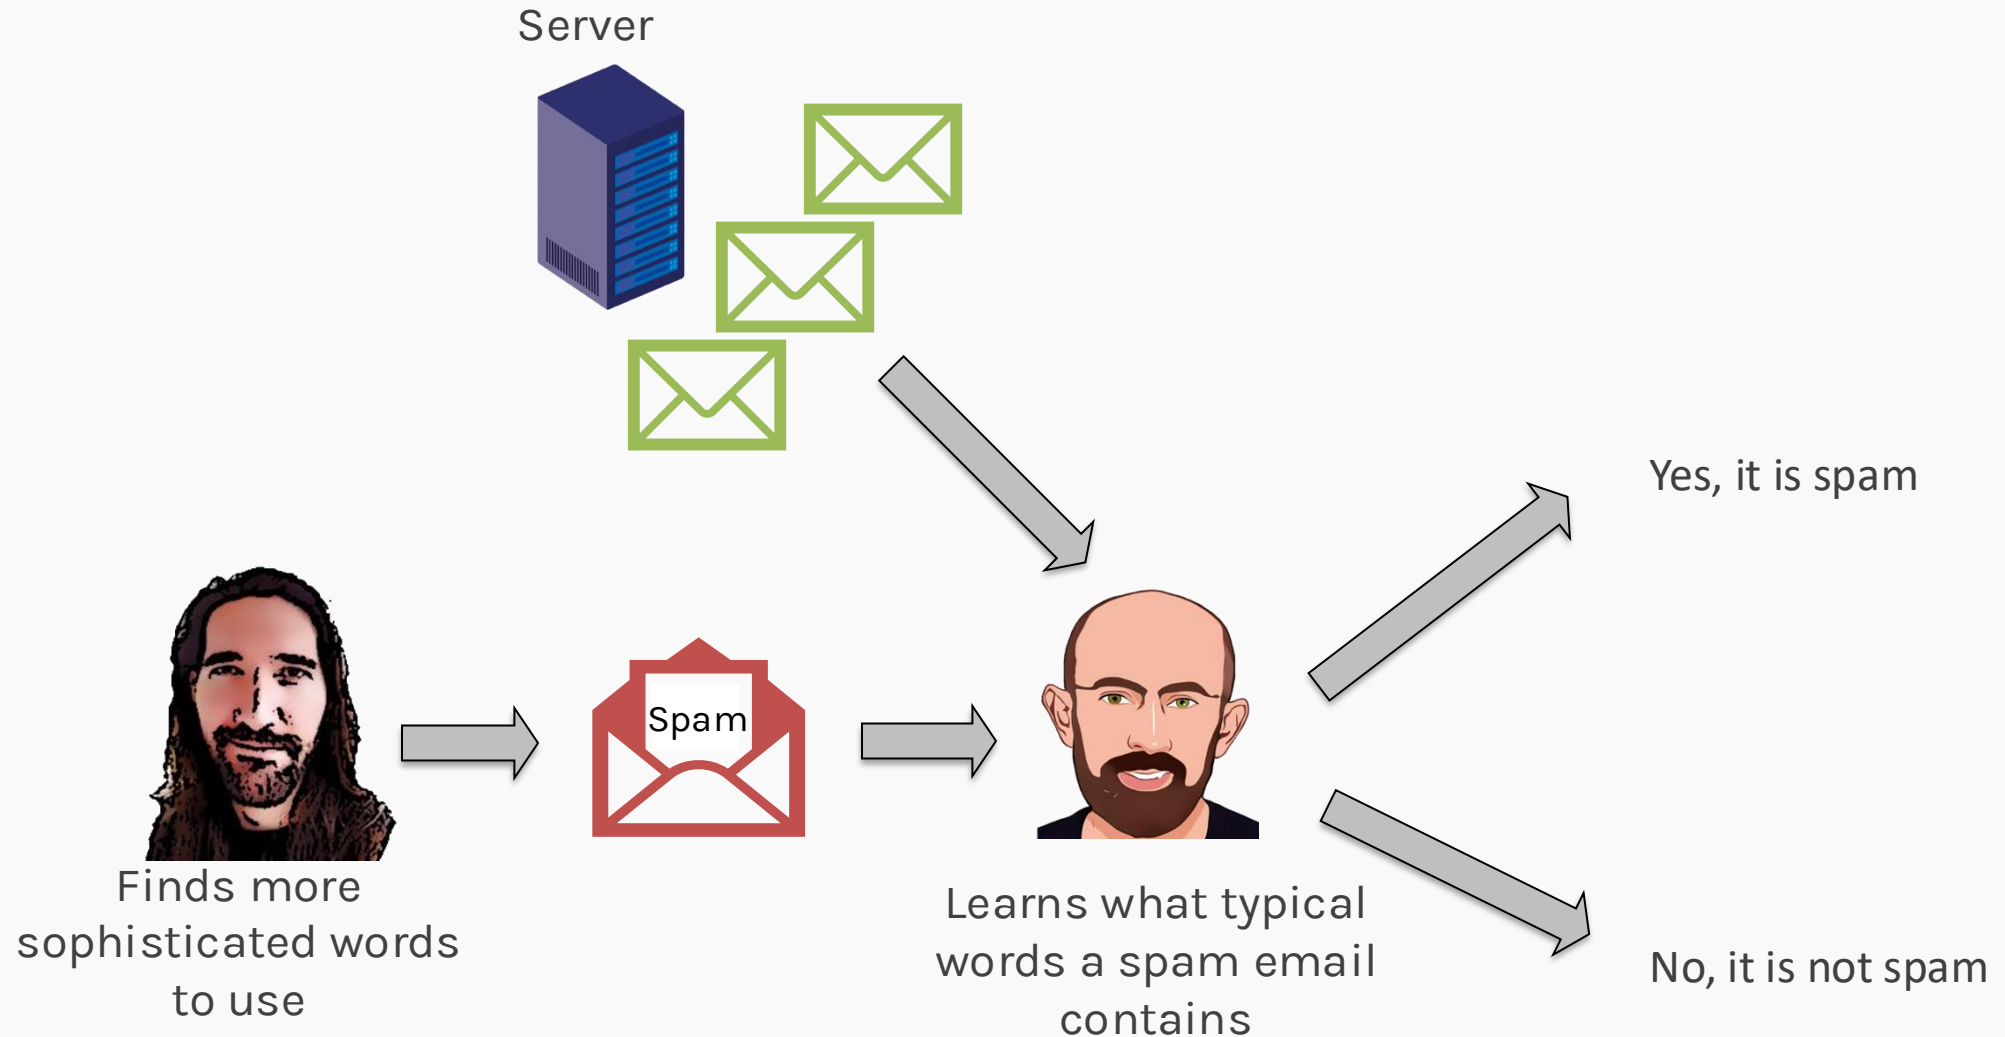 Server
Yes, it is spam
Spam
Finds more
sophisticated words
to use
Learns what typical
words a spam email
contains
No, it is not spam